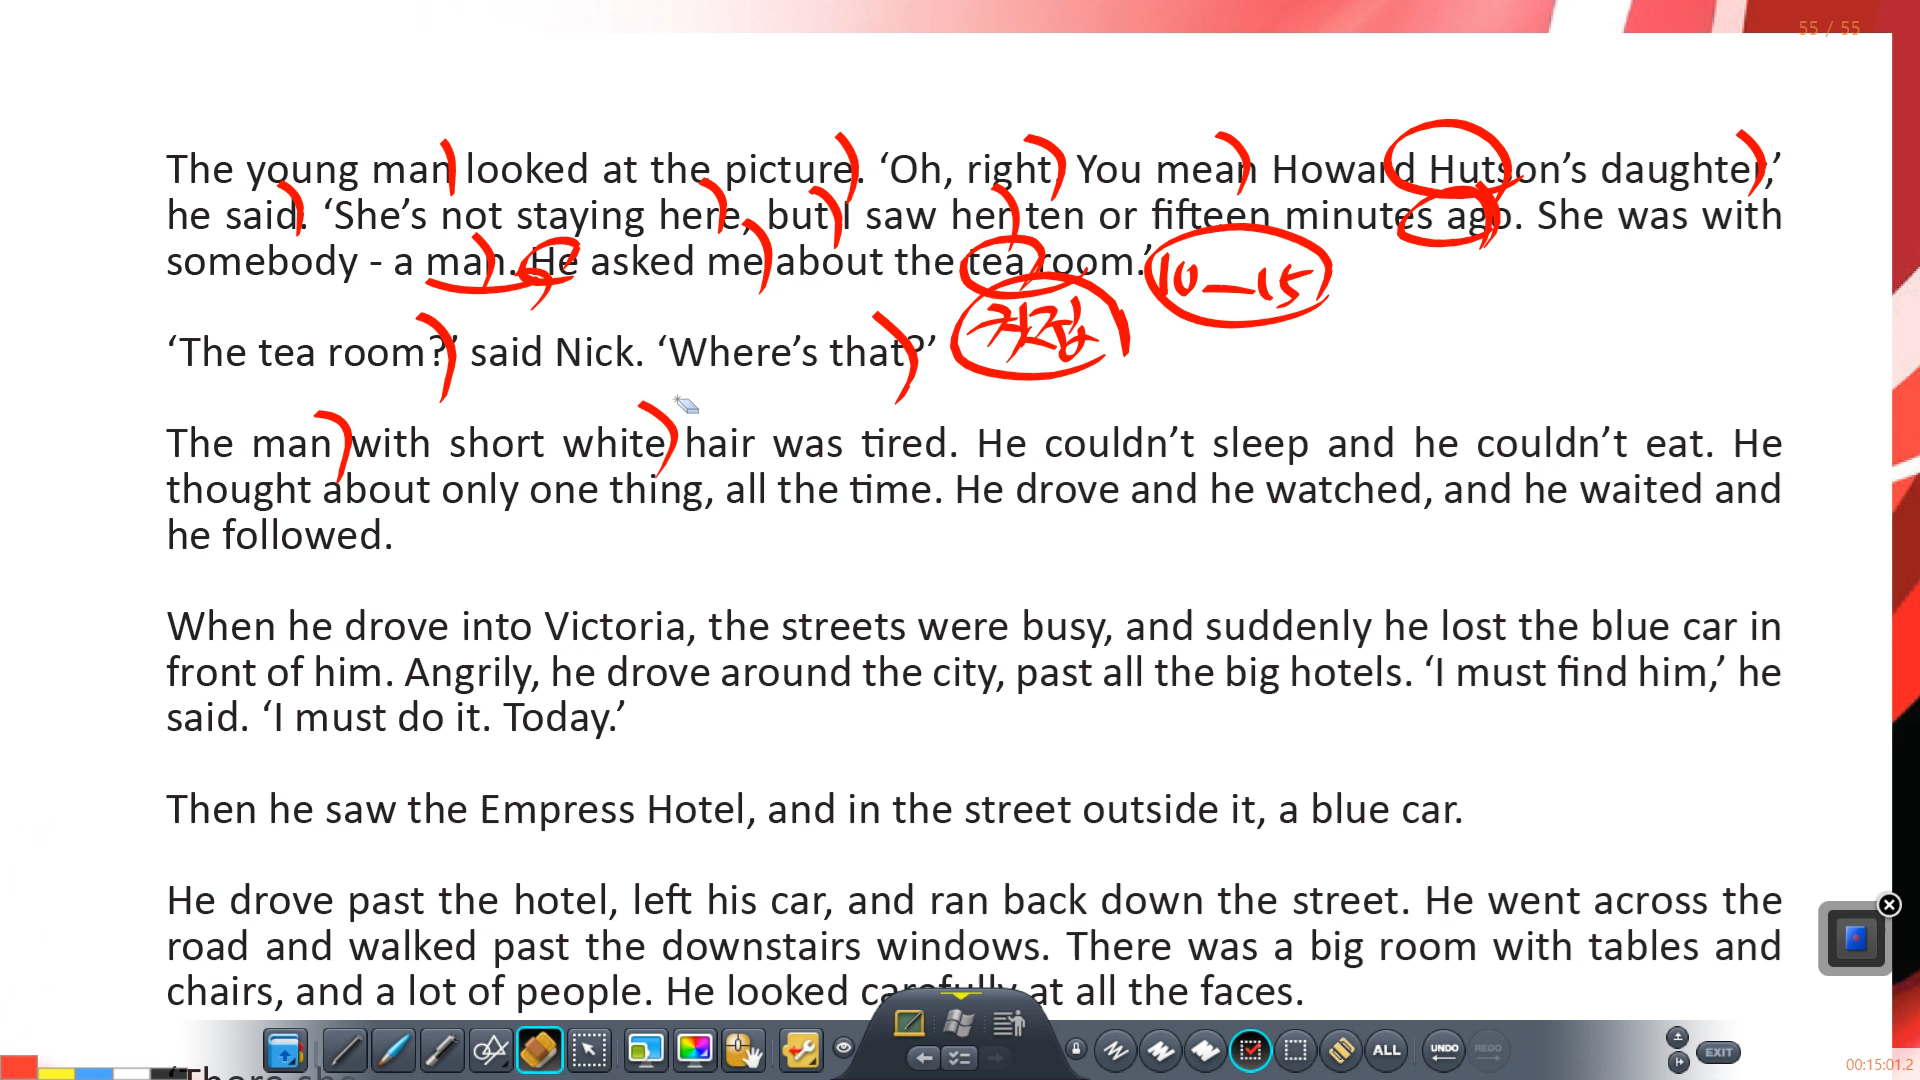 55 / 55
The young man looked at the picture. ‘Oh, right. You mean Howard Hutson’s daughter,’
he said. ‘She’s not staying here, but I saw her ten or fifteen minutes ago. She was with
somebody - a man. He asked me about the tea room.’
10 - 15
찻집
‘The tea room?’ said Nick. ‘Where’s that?’
The man with short white hair was tired. He couldn’t sleep and he couldn’t eat. He
thought about only one thing, all the time. He drove and he watched, and he waited and
he followed.
When he drove into Victoria, the streets were busy, and suddenly he lost the blue car in
front of him. Angrily, he drove around the city, past all the big hotels. ‘I must find him,’ he
said. ‘I must do it. Today.’
Then he saw the Empress Hotel, and in the street outside it, a blue car.
He drove past the hotel, left his car, and ran back down the street. He went across the
road and walked past the downstairs windows. There was a big room with tables and
chairs, and a lot of people. He looked carefully at all the faces.
ALL
UNDO
REDO
EXIT
00:15:01.2